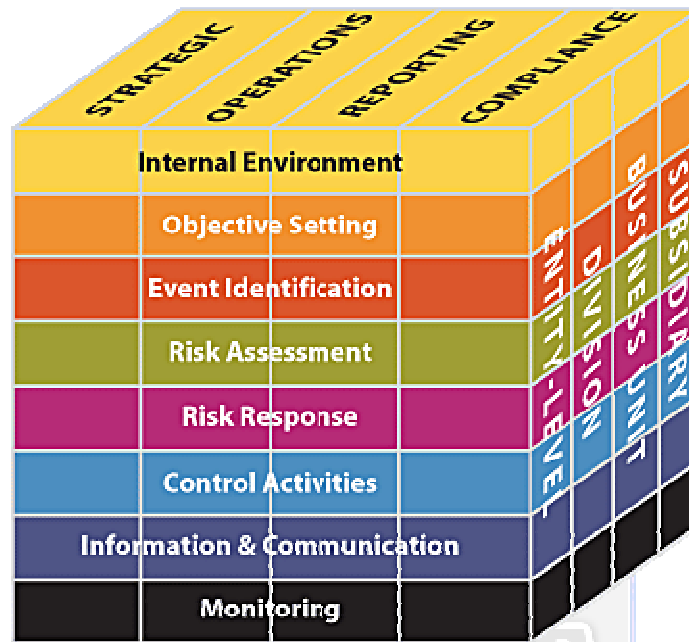 STRATEGIC
OPERATIONS
REPORTING
COMPLIANCE
Internal Environment
Objective Setting
Event Identification
Risk Assessment
Risk Response
Control Activities
Information & Communication
Monitoring
ENTITY-LEVEL
DIVISION
BUSINESS UNIT
SUBSIDIARY